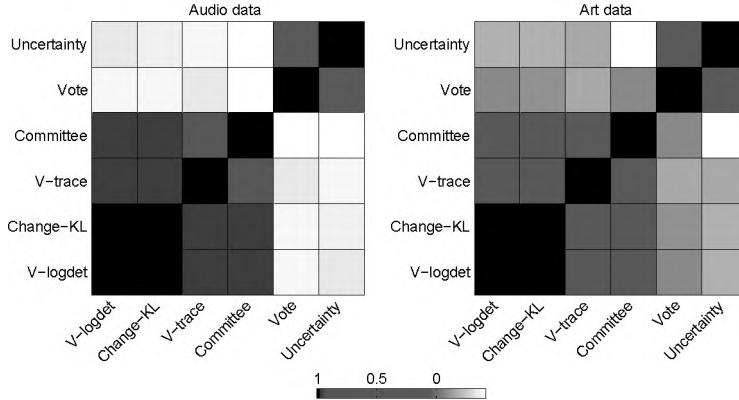 Audio data
Uncertainty
Vote
Committee
V-trace
Change-KL
V-logdet
V-logdet
Change-KL
V-trace
Committee
Vote
Uncertainty
Art data
Uncertainty
Vote
Committee
V-trace
Change-KL
V-logdet
V-logdet
Change-KL
V-trace
Committee
Vote
Uncertainty
1 0.5 0